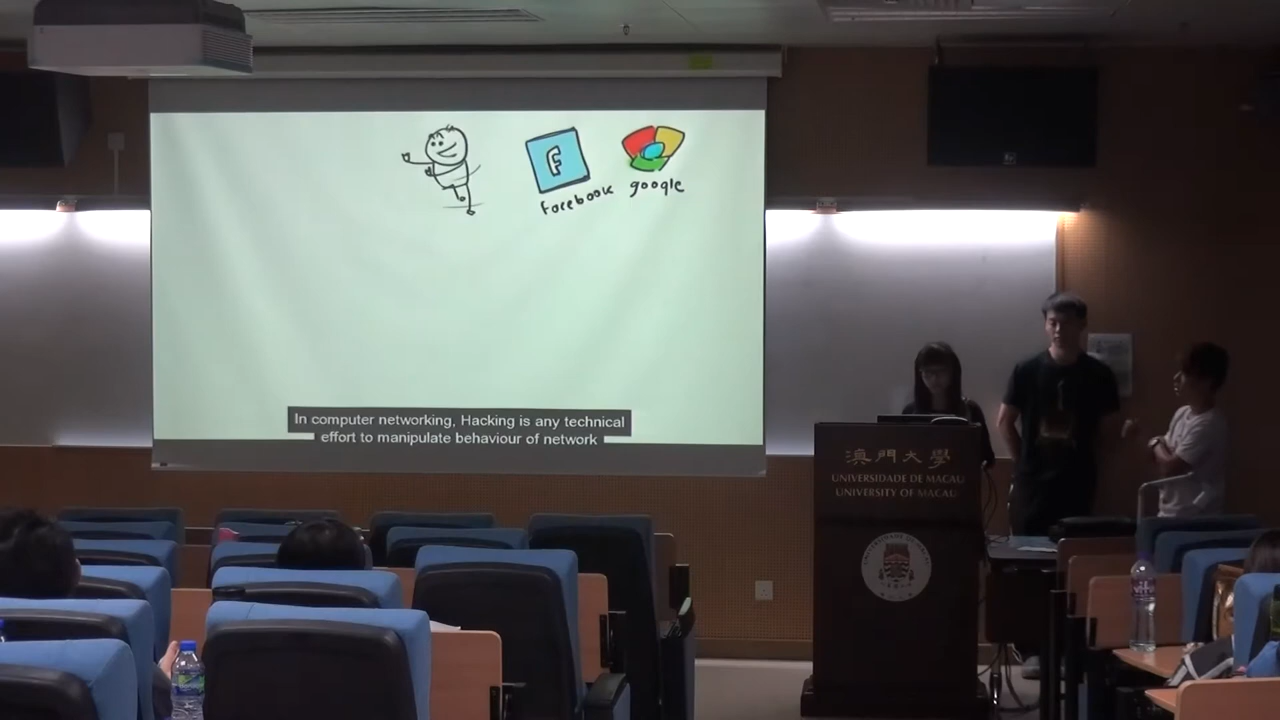 F
Facebook
google
In computer networking, Hacking is any technical
effort to manipulate behaviour of network
澳門大學
UNIVERSIDADE DE MACAU
UNIVERSITY OF MACAU